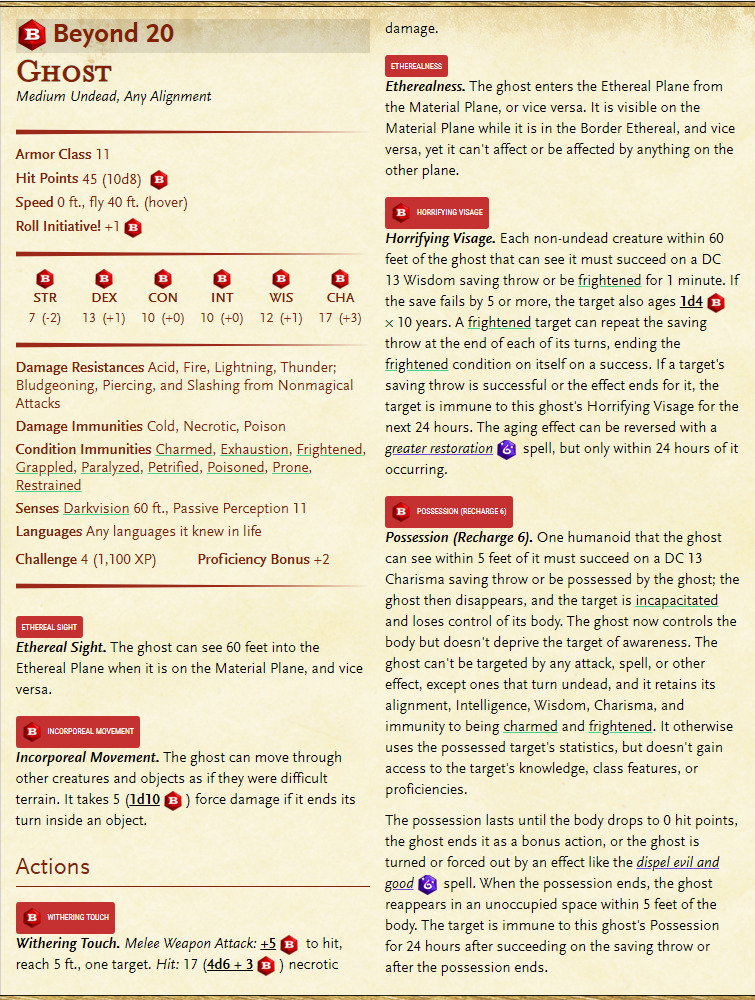 Beyond 20
Ghost
Medium Undead, Any Alignment
Armor Class 11
Hit Points 45 (10d8)
Speed 0 ft., fly 40 ft. (hover)
Roll Initiative! +1
STR DEX CON INT WIS CHA
7 (-2) 13 (+1) 10 (+0) 10 (+0) 12 (+1) 17 (+3)
Damage Resistances Acid, Fire, Lightning, Thunder;
Bludgeoning, Piercing, and Slashing from Nonmagical
Attacks
Damage Immunities Cold, Necrotic, Poison
Condition Immunities Charmed, Exhaustion, Frightened,
Grappled, Paralyzed, Petrified, Poisoned, Prone,
Restrained
Senses Darkvision 60 ft., Passive Perception 11
Languages Any languages it knew in life
Challenge 4 (1,100 XP) Proficiency Bonus +2
ETHEREAL SIGHT
Ethereal Sight. The ghost can see 60 feet into the
Ethereal Plane when it is on the Material Plane, and vice
versa.
INCORPOREAL MOVEMENT
Incorporeal Movement. The ghost can move through
other creatures and objects as if they were difficult
terrain. It takes 5 (1d10 ) force damage if it ends its
turn inside an object.
Actions
WITHERING TOUCH
Withering Touch. Melee Weapon Attack: +5 to hit,
reach 5 ft., one target. Hit: 17 (4d6 + 3 ) necrotic
damage.
ETHEREALNESS
Etherealness. The ghost enters the Ethereal Plane from
the Material Plane, or vice versa. It is visible on the
Material Plane while it is in the Border Ethereal, and vice
versa, yet it can't affect or be affected by anything on the
other plane.
HORRIFYING VISAGE
Horrifying Visage. Each non-undead creature within 60
feet of the ghost that can see it must succeed on a DC
13 Wisdom saving throw or be frightened for 1 minute. If
the save fails by 5 or more, the target also ages 1d4
× 10 years. A frightened target can repeat the saving
throw at the end of each of its turns, ending the
frightened condition on itself on a success. If a target's
saving throw is successful or the effect ends for it, the
target is immune to this ghost's Horrifying Visage for the
next 24 hours. The aging effect can be reversed with a
greater restoration spell, but only within 24 hours of it
occurring.
POSSESSION (RECHARGE 6)
Possession (Recharge 6). One humanoid that the ghost
can see within 5 feet of it must succeed on a DC 13
Charisma saving throw or be possessed by the ghost; the
ghost then disappears, and the target is incapacitated
and loses control of its body. The ghost now controls the
body but doesn't deprive the target of awareness. The
ghost can't be targeted by any attack, spell, or other
effect, except ones that turn undead, and it retains its
alignment, Intelligence, Wisdom, Charisma, and
immunity to being charmed and frightened. It otherwise
uses the possessed target's statistics, but doesn't gain
access to the target's knowledge, class features, or
proficiencies.
The possession lasts until the body drops to 0 hit points,
the ghost ends it as a bonus action, or the ghost is
turned or forced out by an effect like the dispel evil and
good spell. When the possession ends, the ghost
reappears in an unoccupied space within 5 feet of the
body. The target is immune to this ghost's Possession
for 24 hours after succeeding on the saving throw or
after the possession ends.